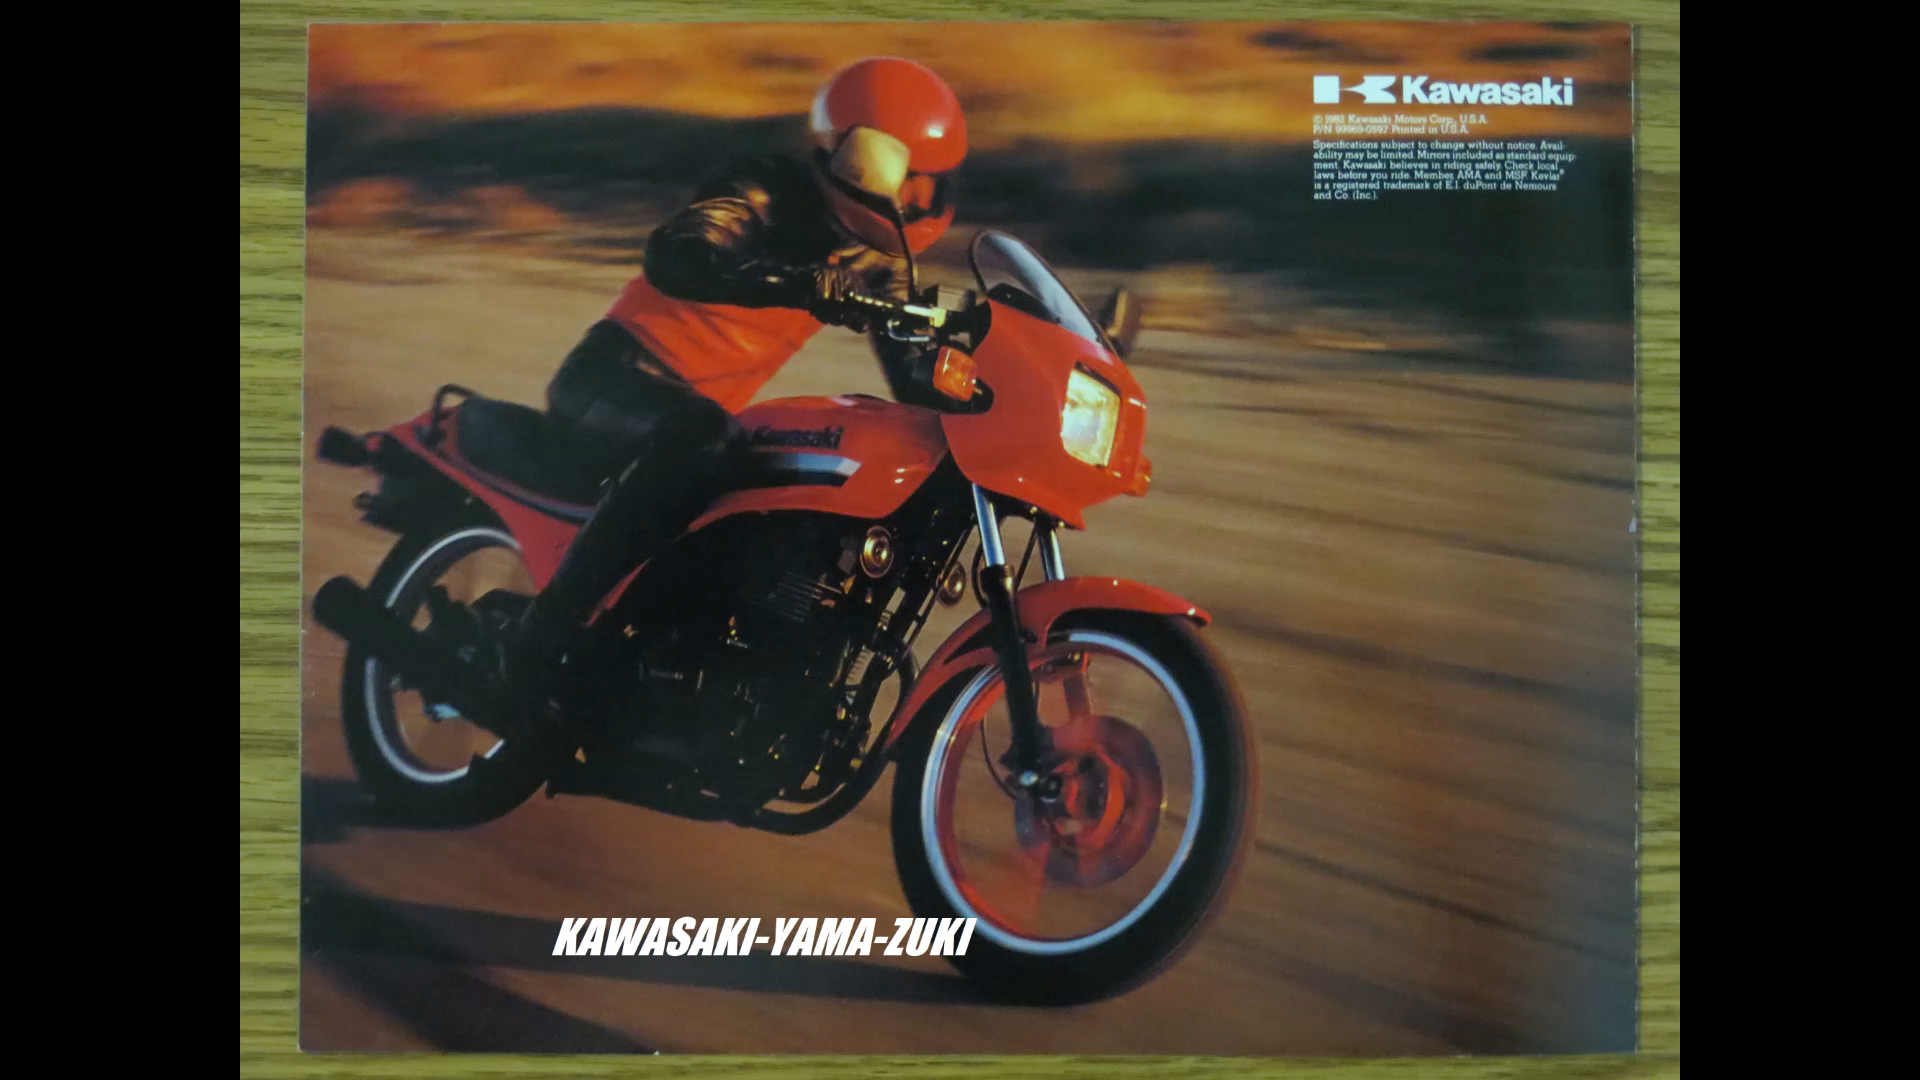 Kawasaki
© 1982 Kawasaki Motors Corp., U.S.A.
P/N 99969-0597 Printed in U.S.A.
Specifications subject to change without notice. Avail-
ability may be limited. Mirrors included as standard equip-
ment. Kawasaki believes in riding safely. Check local
laws before you ride. Member, AMA and MSF. Kevlar®
is a registered trademark of E.I. duPont de Nemours
and Co. (Inc.).
Kawasaki
KAWASAKI-YAMA-ZUKI